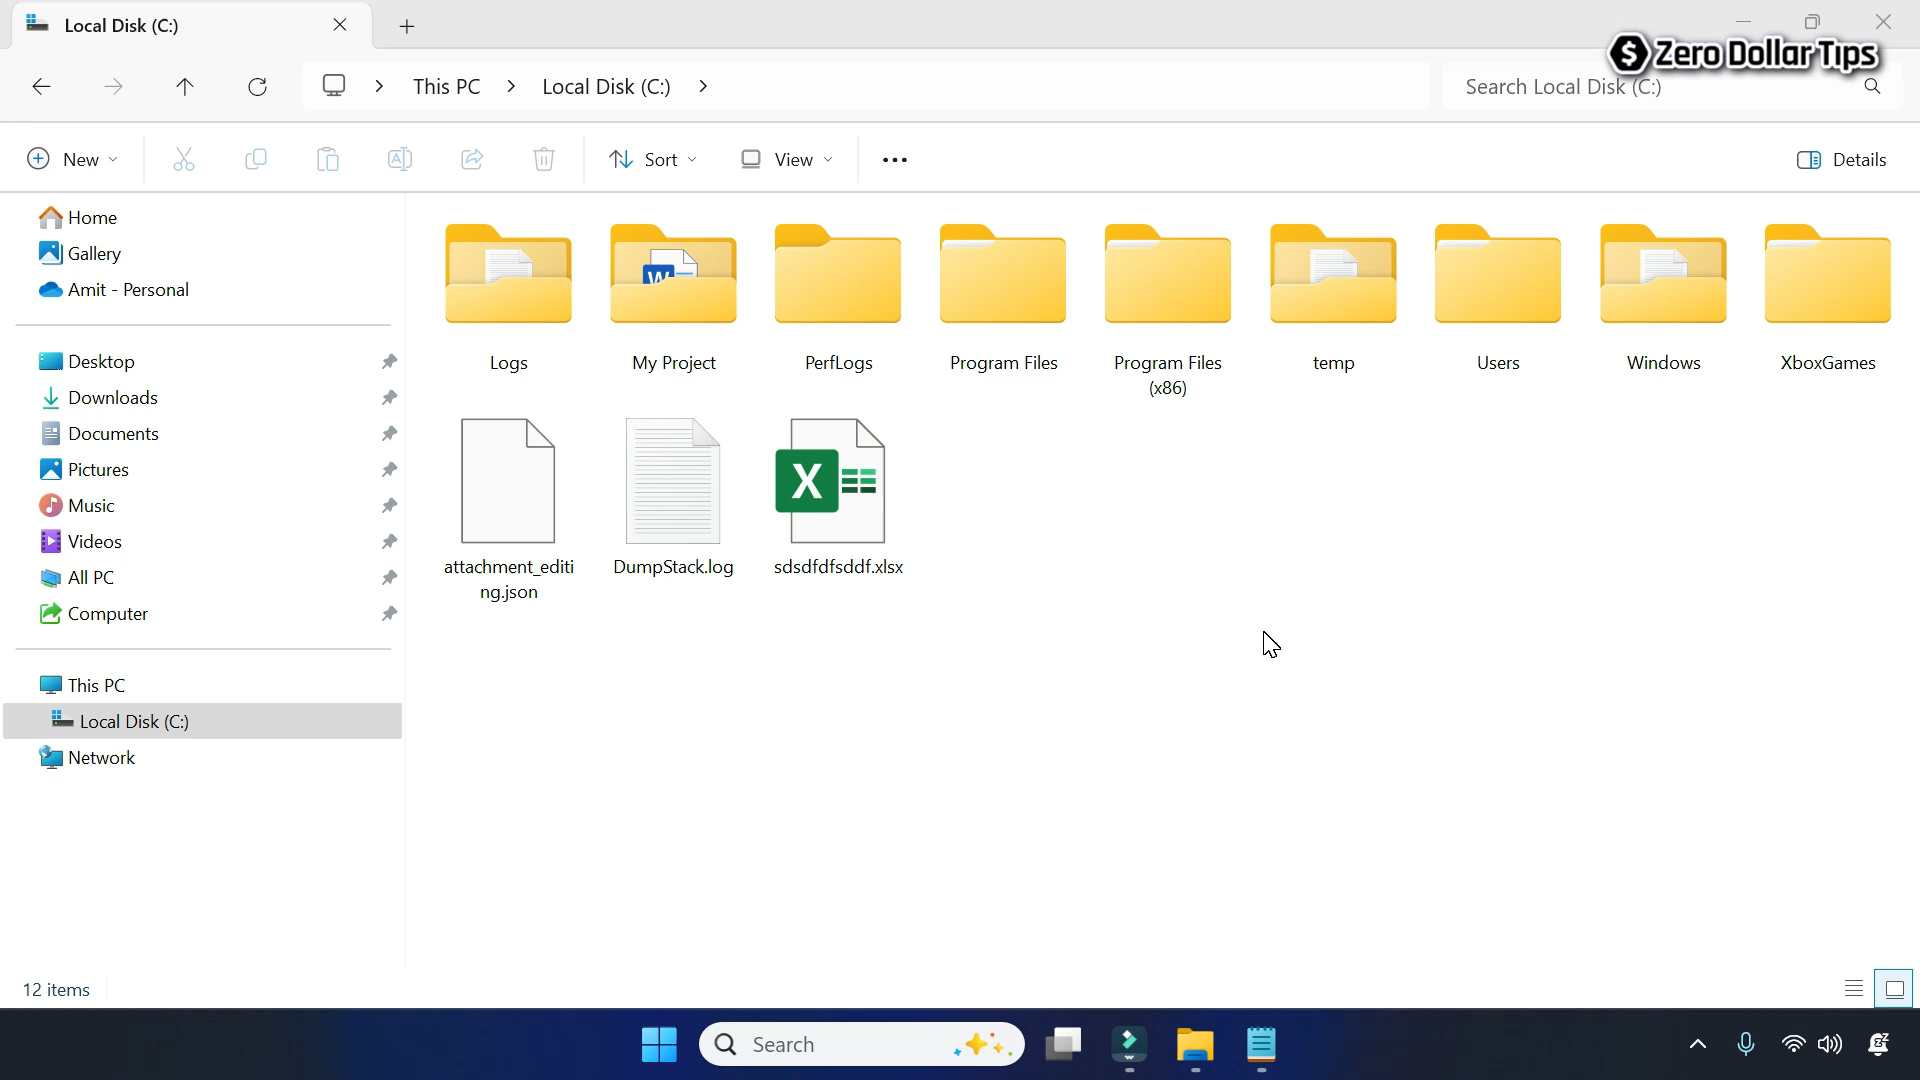 Local Disk (C:)
$ Zero Dollar Tips
This PC
Local Disk (C:)
Search Local Disk (C:)
New
Sort
View
Details
Home
Gallery
Amit - Personal
Desktop
Downloads
Documents
Pictures
Music
Videos
All PC
Computer
This PC
Local Disk (C:)
Network
Logs
My Project
PerfLogs
Program Files
Program Files
(x86)
temp
Users
Windows
XboxGames
attachment_editi
ng.json
DumpStack.log
sdsdfdfsddf.xlsx
12 items
Search